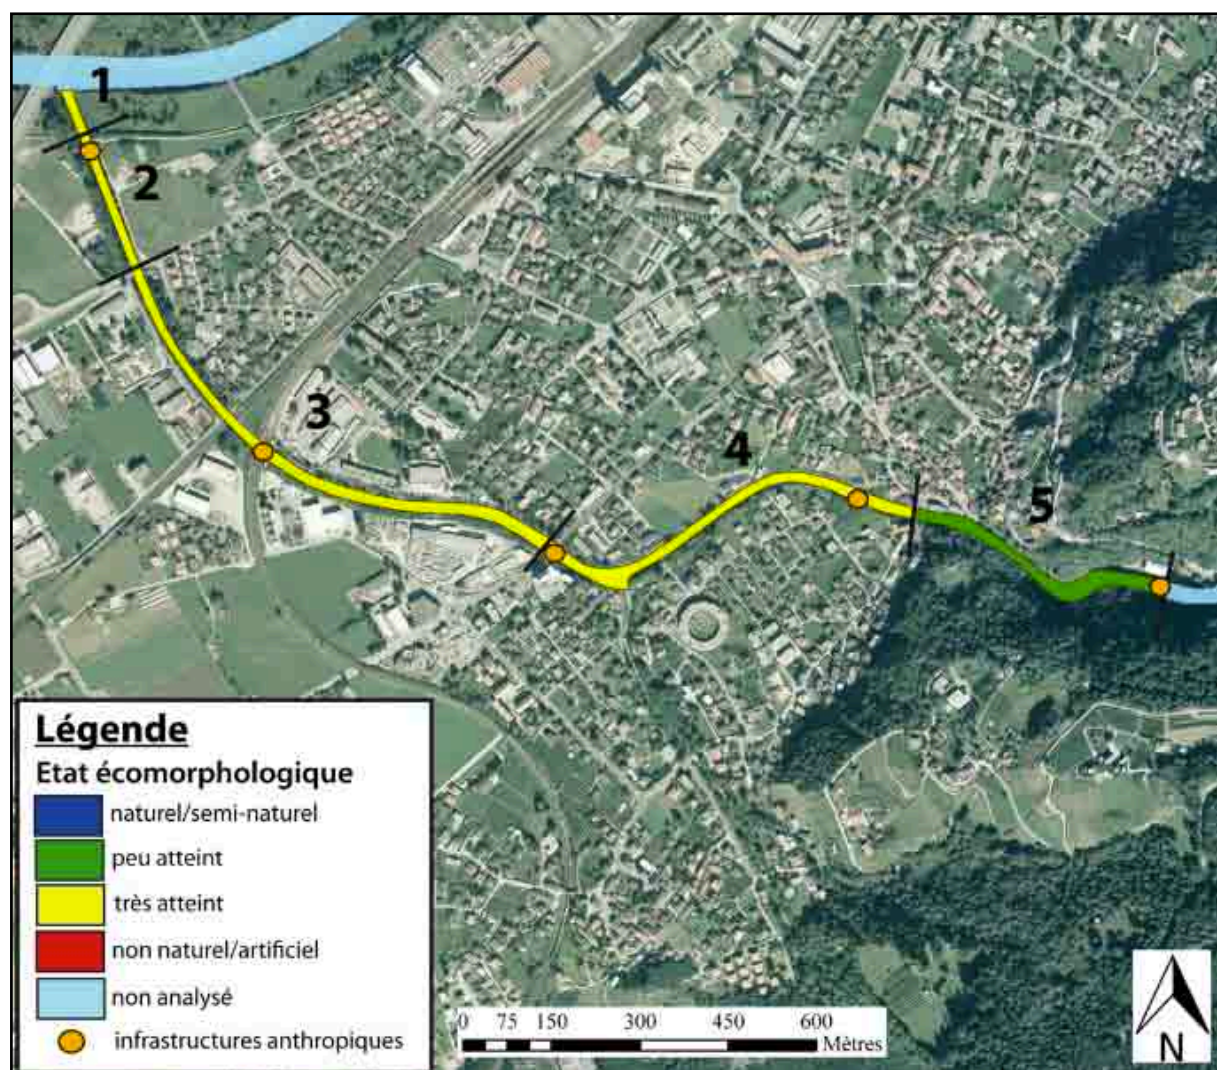 1
2
3
4
5
Légende
Etat écomorphologique
naturel/semi-naturel
peu atteint
très atteint
non naturel/artificiel
non analysé
infrastructures anthropiques
0 75 150 300 450 600
Mètres
N